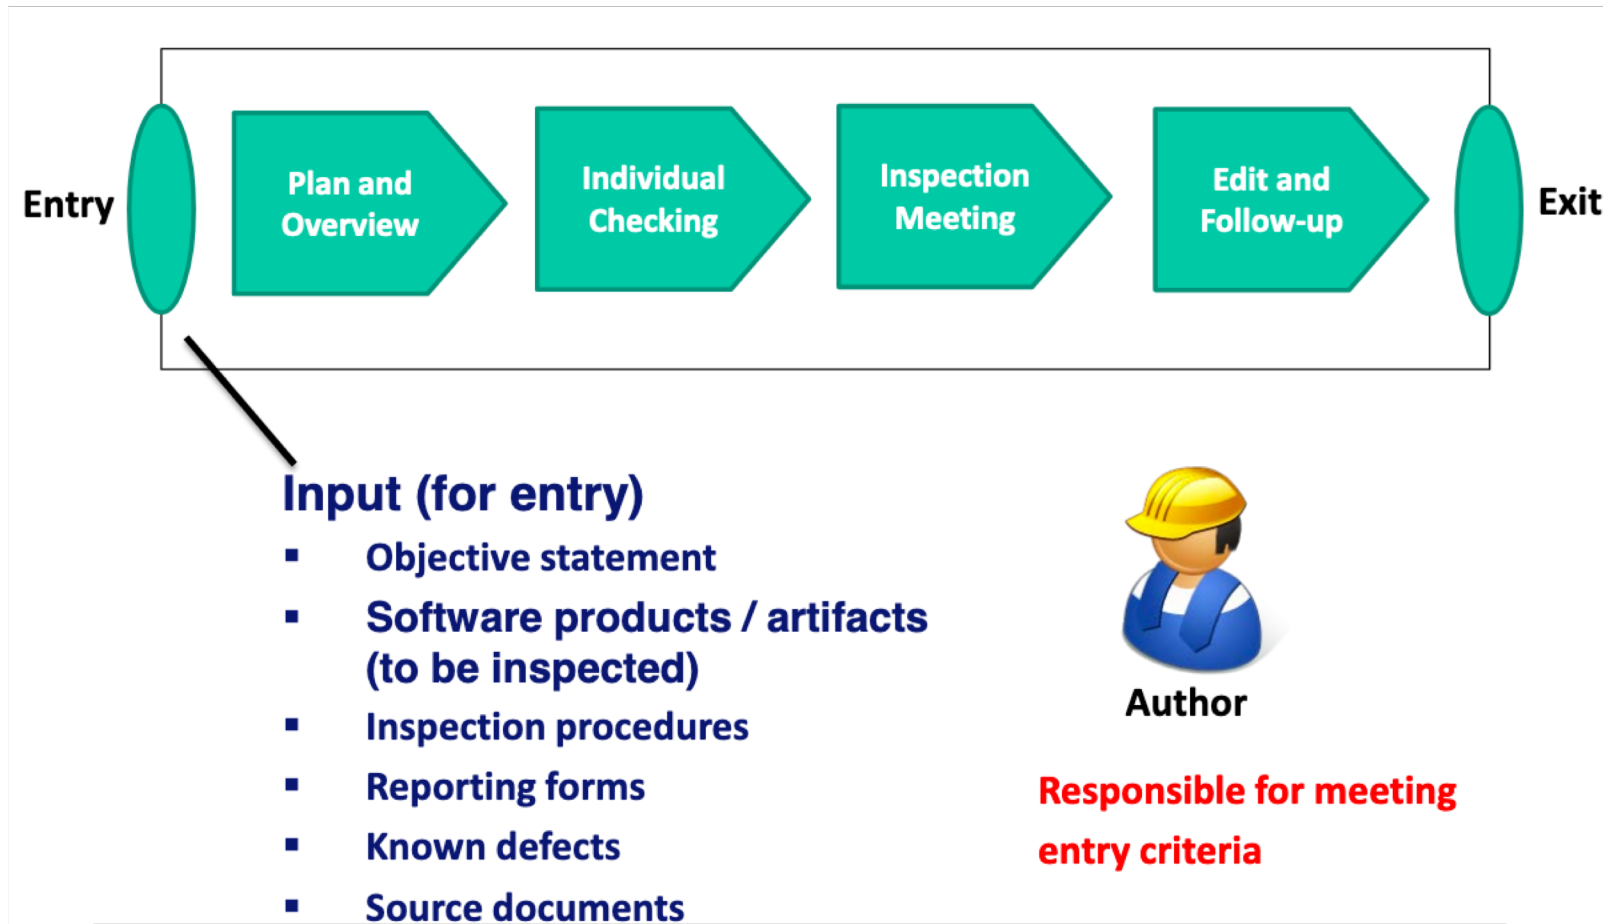 Entry
Plan and
Overview
Individual
Checking
Inspection
Meeting
Edit and
Follow-up
Exit
Input (for entry)
▪ Objective statement
▪ Software products / artifacts
(to be inspected)
▪ Inspection procedures
▪ Reporting forms
▪ Known defects
▪ Source documents
Author
Responsible for meeting
entry criteria